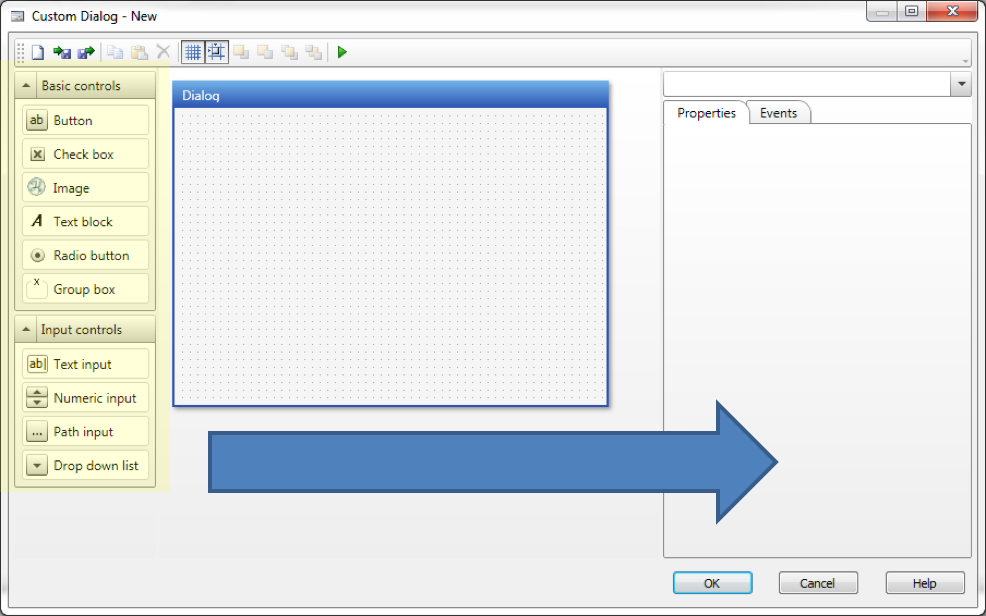 Custom Dialog - New
Basic controls
ab Button
Check box
Image
A Text block
Radio button
x Group box
Input controls
ab| Text input
Numeric input
... Path input
Drop down list
Dialog
Properties
Events
OK
Cancel
Help